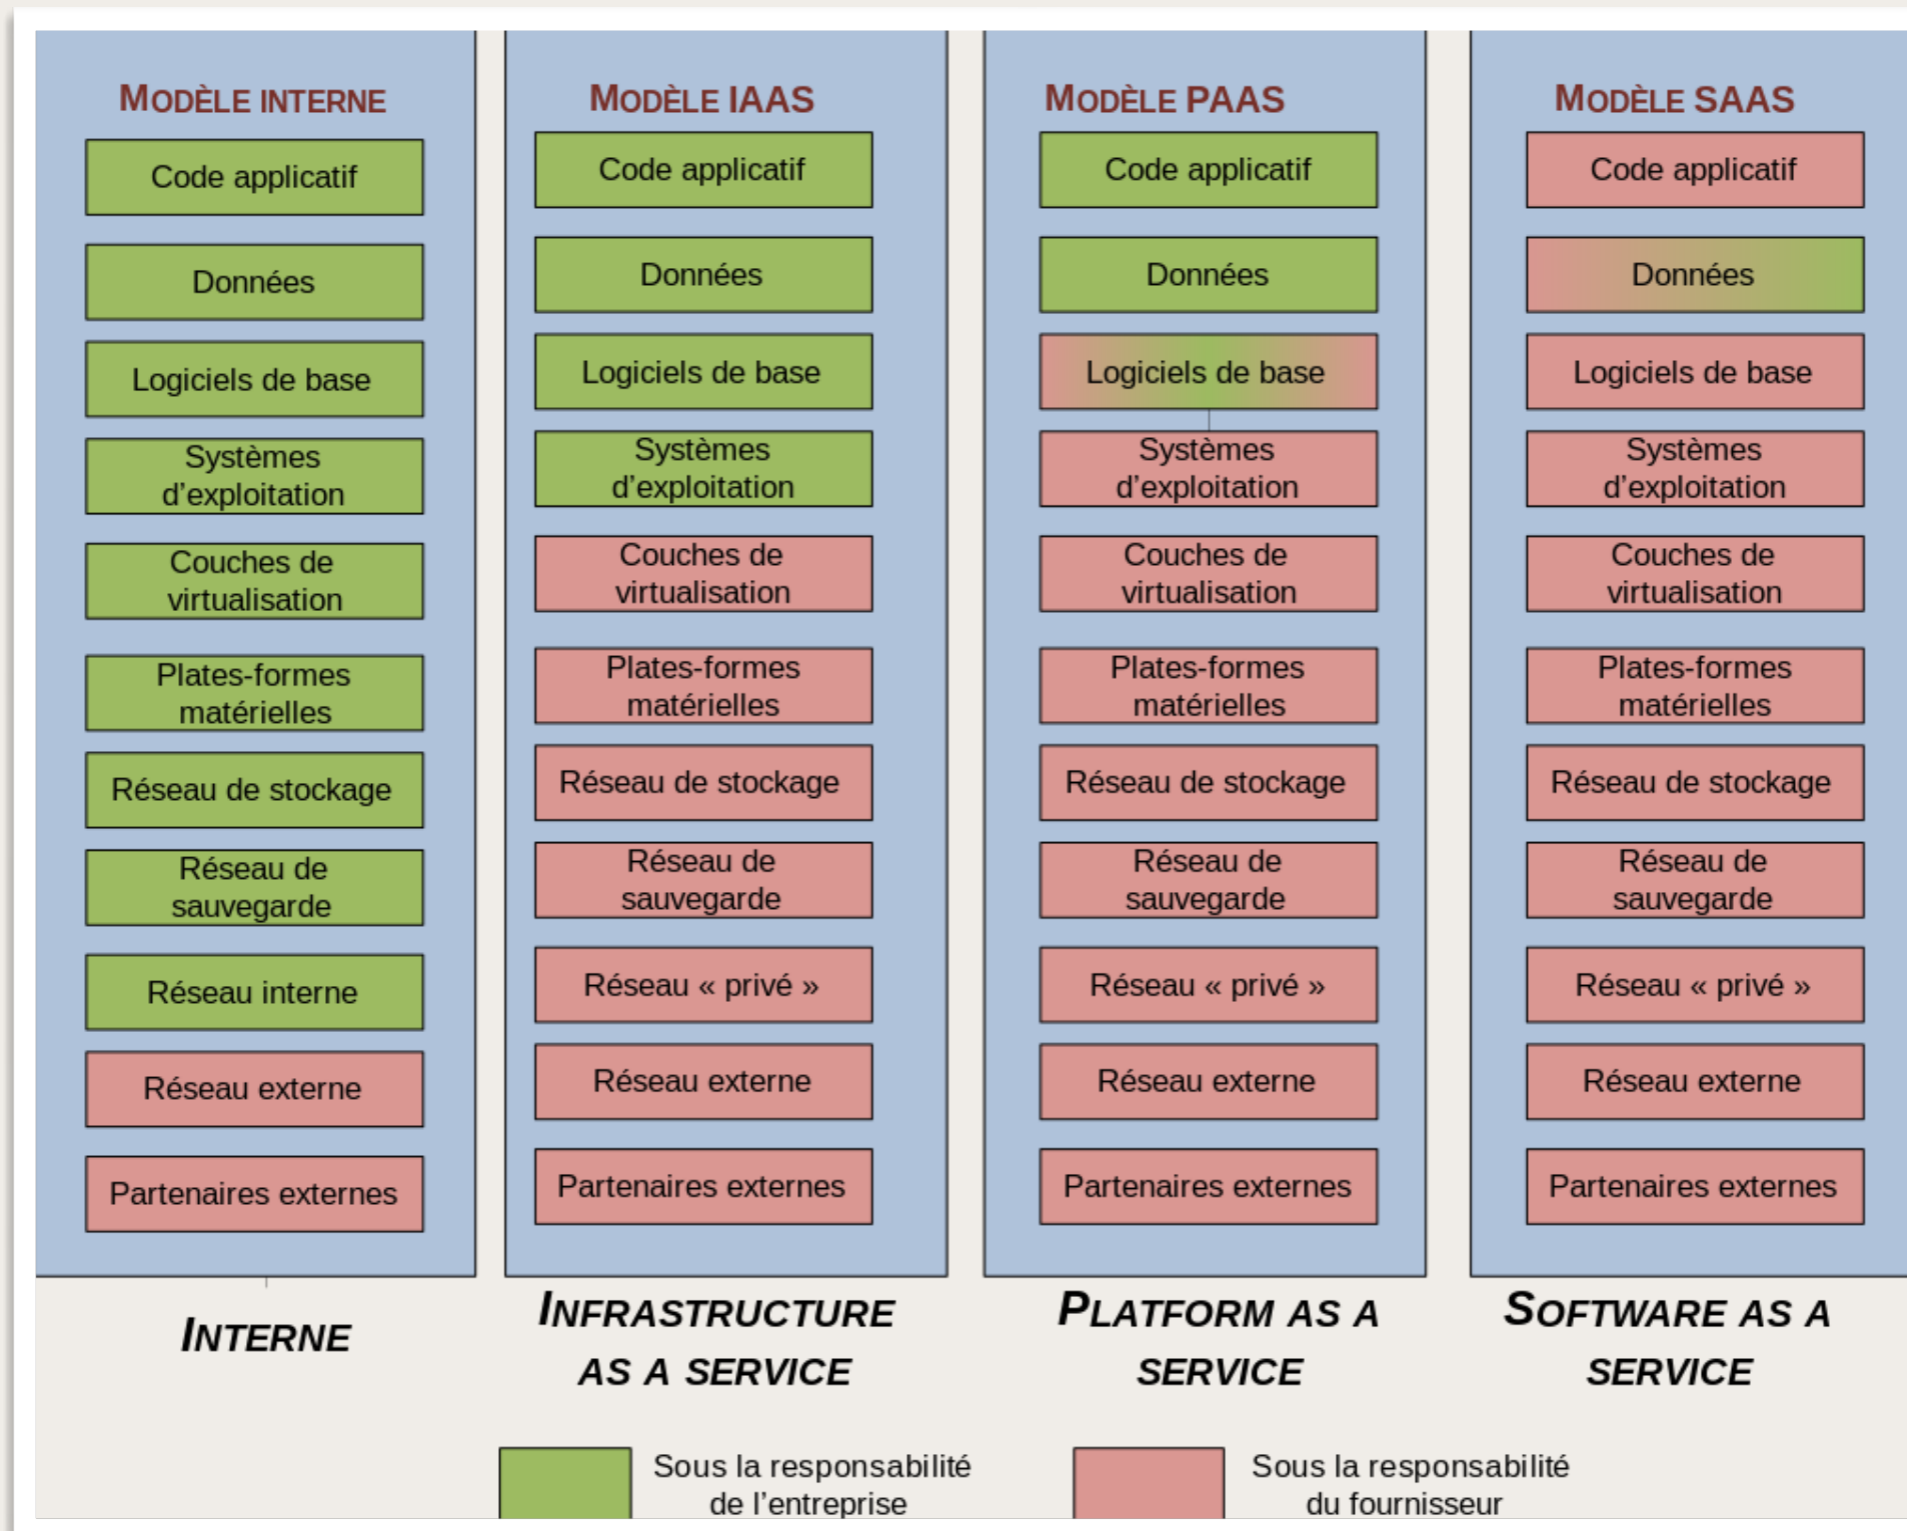 MODÈLE INTERNE
Code applicatif
Données
Logiciels de base
Systèmes
d’exploitation
Couches de
virtualisation
Plates-formes
matérielles
Réseau de stockage
Réseau de
sauvegarde
Réseau interne
Réseau externe
Partenaires externes
INTERNE
MODÈLE IAAS
Code applicatif
Données
Logiciels de base
Systèmes
d’exploitation
Couches de
virtualisation
Plates-formes
matérielles
Réseau de stockage
Réseau de
sauvegarde
Réseau « privé »
Réseau externe
Partenaires externes
INFRASTRUCTURE
AS A SERVICE
MODÈLE PAAS
Code applicatif
Données
Logiciels de base
Systèmes
d’exploitation
Couches de
virtualisation
Plates-formes
matérielles
Réseau de stockage
Réseau de
sauvegarde
Réseau « privé »
Réseau externe
Partenaires externes
PLATFORM AS A
SERVICE
MODÈLE SAAS
Code applicatif
Données
Logiciels de base
Systèmes
d’exploitation
Couches de
virtualisation
Plates-formes
matérielles
Réseau de stockage
Réseau de
sauvegarde
Réseau « privé »
Réseau externe
Partenaires externes
SOFTWARE AS A
SERVICE
Sous la responsabilité
de l’entreprise
Sous la responsabilité
du fournisseur